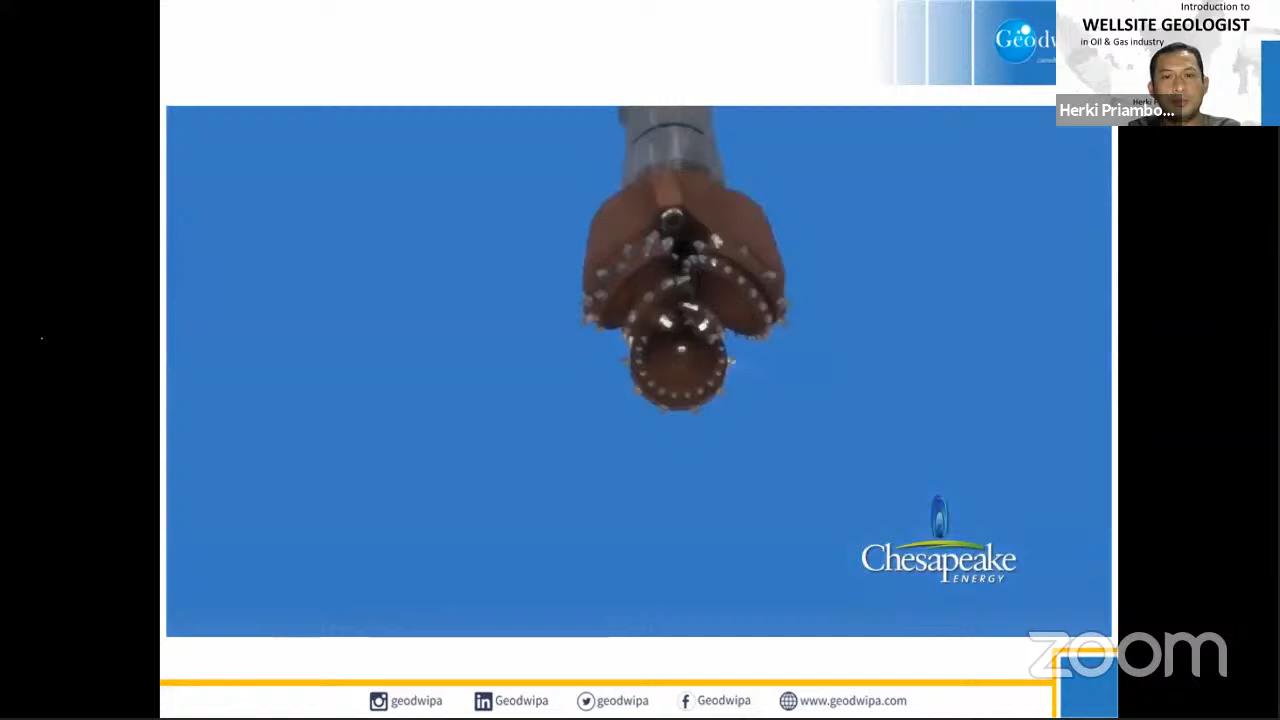 Introduction to
WELLSITE GEOLOGIST
in Oil & Gas industry
Herki Priambo...
Chesapeake
ENERGY
zoom
geodwipa
Geodwipa
geodwipa
Geodwipa
www.geodwipa.com